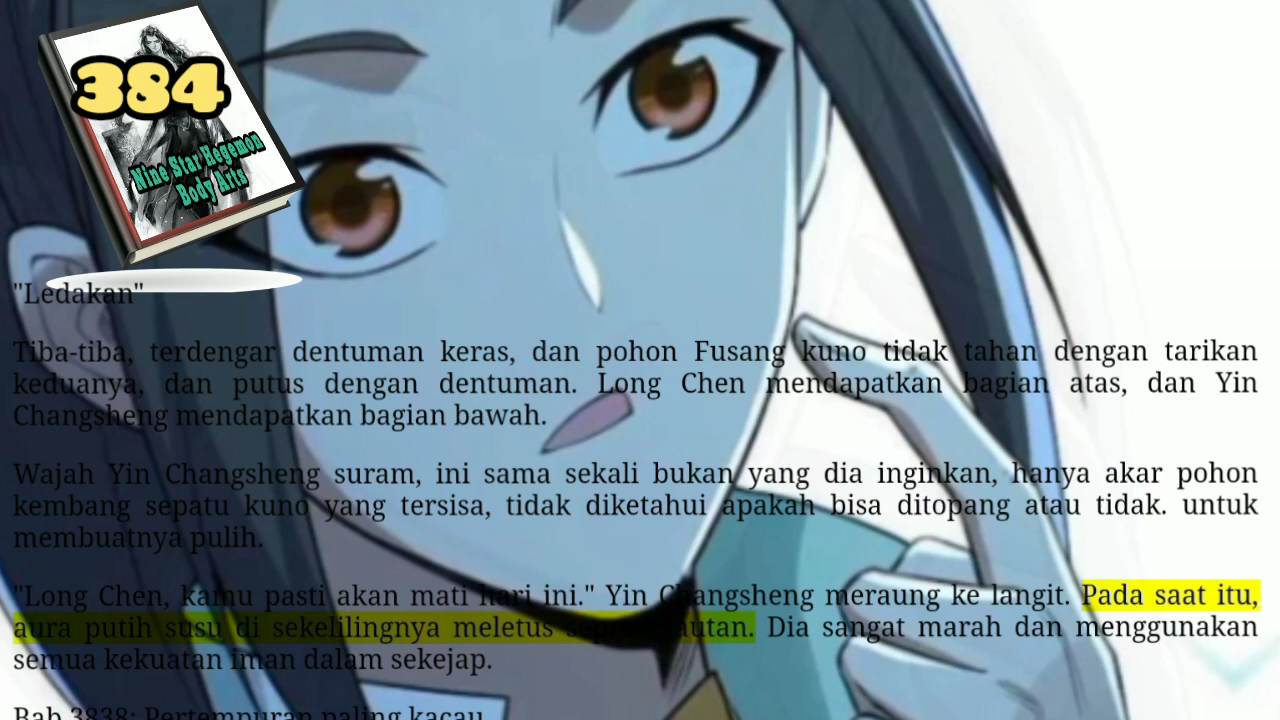 384
Nine Star Hegemon
Body Arts
"Ledakan"
Tiba-tiba, terdengar dentuman keras, dan pohon Fusang kuno tidak tahan dengan tarikan
keduanya, dan putus dengan dentuman. Long Chen mendapatkan bagian atas, dan Yin
Changsheng mendapatkan bagian bawah.
Wajah Yin Changsheng suram, ini sama sekali bukan yang dia inginkan, hanya akar pohon
kembang sepatu kuno yang tersisa, tidak diketahui apakah bisa ditopang atau tidak. untuk
membuatnya pulih.
"Long Chen, kamu pasti akan mati hari ini." Yin Changsheng meraung ke langit. Pada saat itu,
aura putih susu di sekelilingnya meletus seperti lautan. Dia sangat marah dan menggunakan
semua kekuatan iman dalam sekejap.
Bab 3838: Pertempuran paling kacau